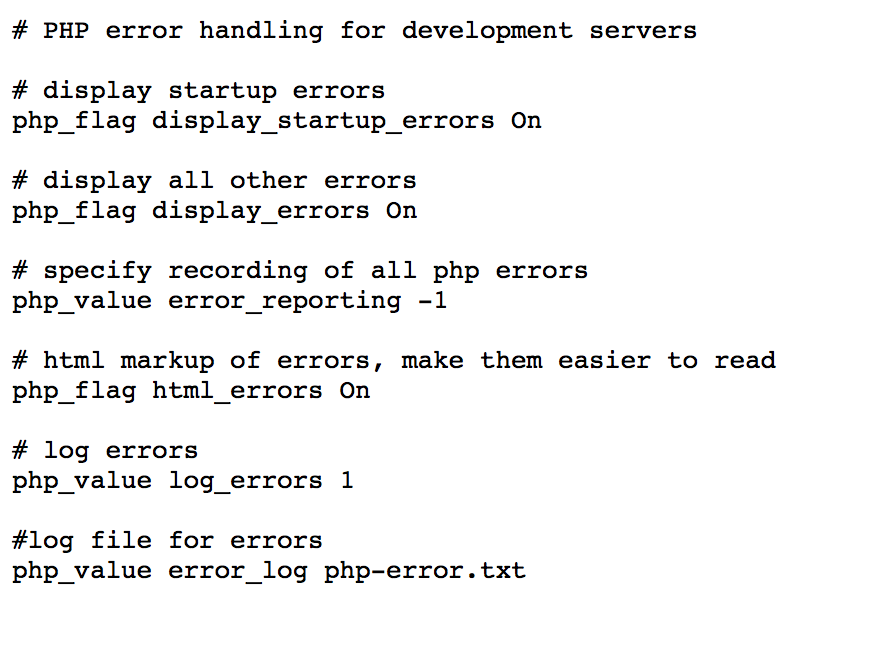 # PHP error handling for development servers
# display startup errors
php_flag display_startup_errors On
# display all other errors
php_flag display_errors On
# specify recording of all php errors
php_value error_reporting -1
# html markup of errors, make them easier to read
php_flag html_errors On
# log errors
php_value log_errors 1
#log file for errors
php_value error_log php-error.txt